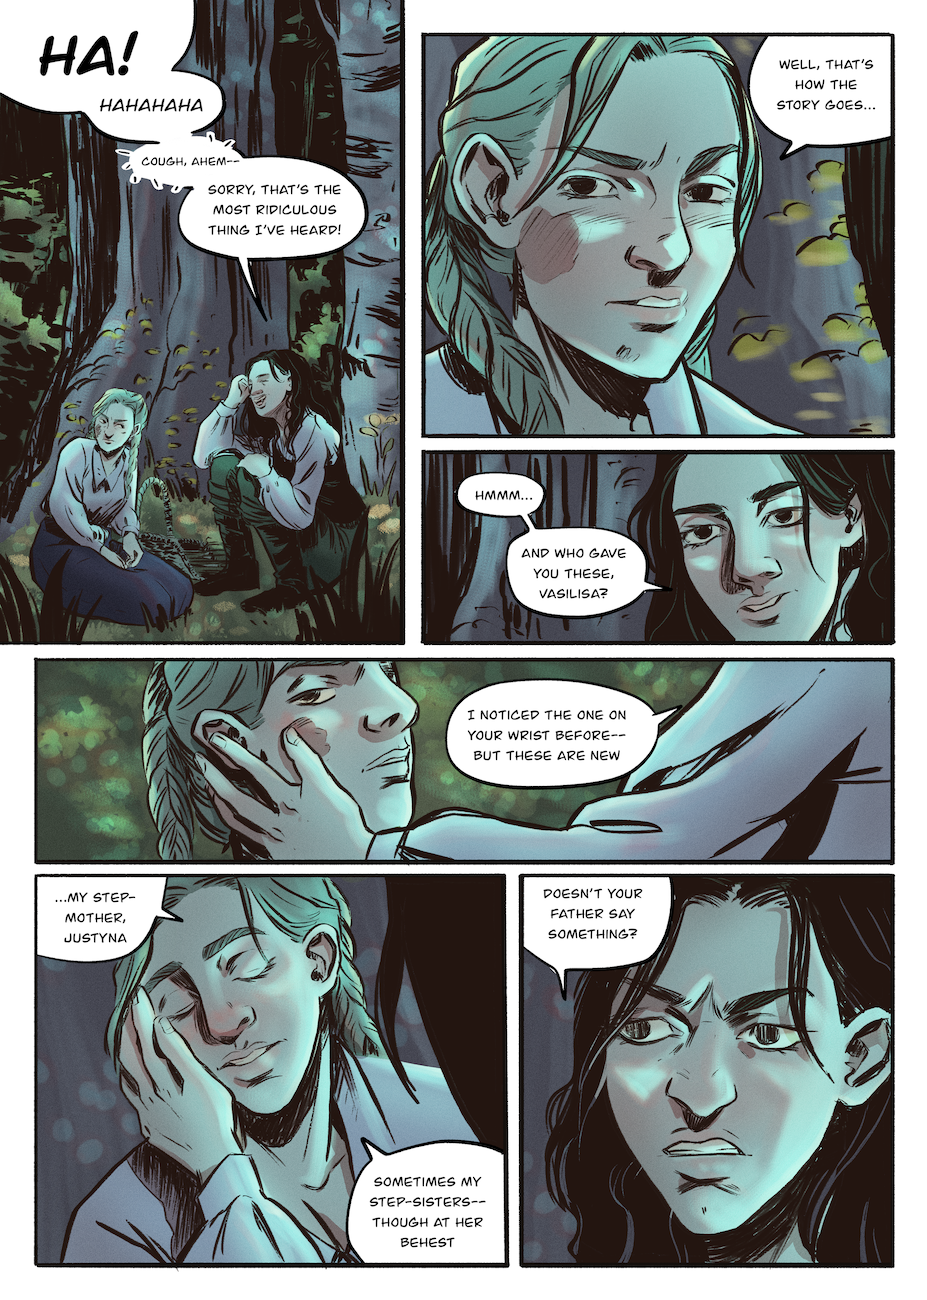 HA!
HAHAHAHA
COUGH, AHEM--
SORRY, THAT'S THE
MOST RIDICULOUS
THING I'VE HEARD!
WELL, THAT'S
HOW THE
STORY GOES...
HMMM...
AND WHO GAVE
YOU THESE,
VASILISA?
I NOTICED THE ONE ON
YOUR WRIST BEFORE--
BUT THESE ARE NEW
...MY STEP-
MOTHER,
JUSTYNA
SOMETIMES MY
STEP-SISTERS--
THOUGH AT HER
BEHEST
DOESN'T YOUR
FATHER SAY
SOMETHING?